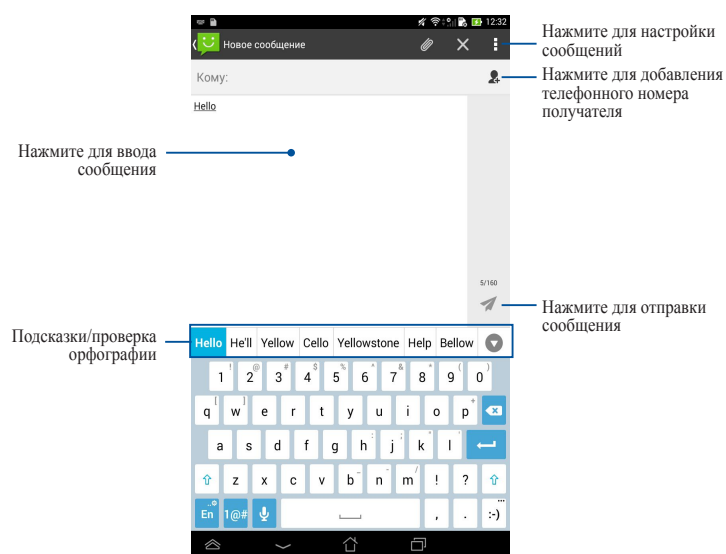 12:32
Новое сообщение
Нажмите для настройки
сообщений
Кому:
Нажмите для добавления
телефонного номера
получателя
Hello
Нажмите для ввода
сообщения
5/160
Нажмите для отправки
сообщения
Подсказки/проверка
орфографии
Hello He'll Yellow Cello Yellowstone Help Bellow
1 ! 2 @ 3 # 4 $ 5 % 6 ^ 7 & 8 * 9 ( 0 )
q [ w ] e r t y u i o p +
a s d f g h : j ; k " l '
z x c v b _ n - m / ! ?
En 1@# , . ... :-)